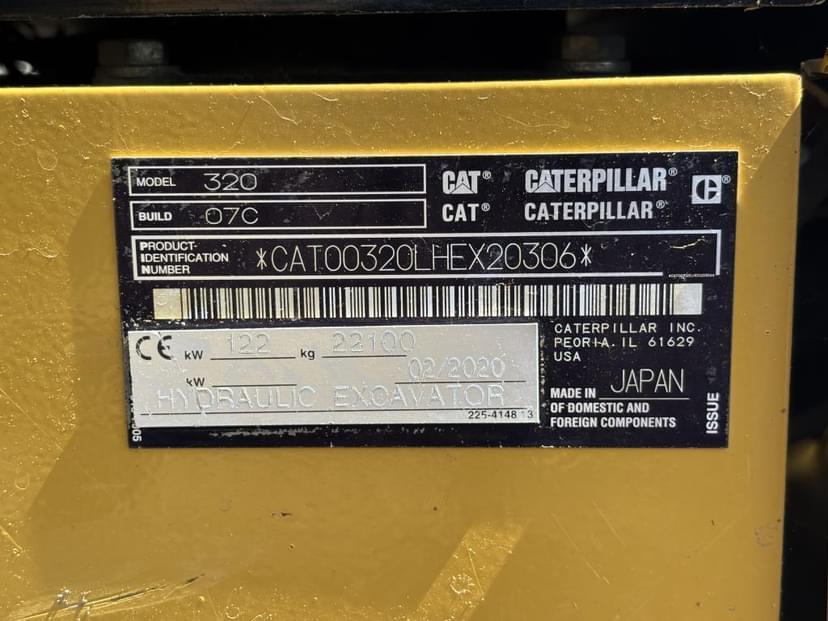 MODEL 320
BUILD 07C
CAT® CATERPILLAR® C®
CAT® CATERPILLAR®
PRODUCT-
IDENTIFICATION
NUMBER
*CAT00320LHEX20306*
CATERPILLAR INC.
PEORIA, IL 61629
USA
CE kW 122 kg 22100
kW 02/2020
HYDRAULIC EXCAVATOR
225-4148 13
MADE IN JAPAN
OF DOMESTIC AND
FOREIGN COMPONENTS
ISSUE